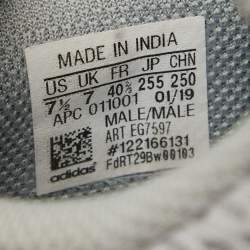 MADE IN INDIA
US UK FR JP CHN
7½ 7 40⅔ 255 250
APC 011001 01/19
MALE/MALE
ART EG7597
#122166131
FdRT29Bw00103
adidas